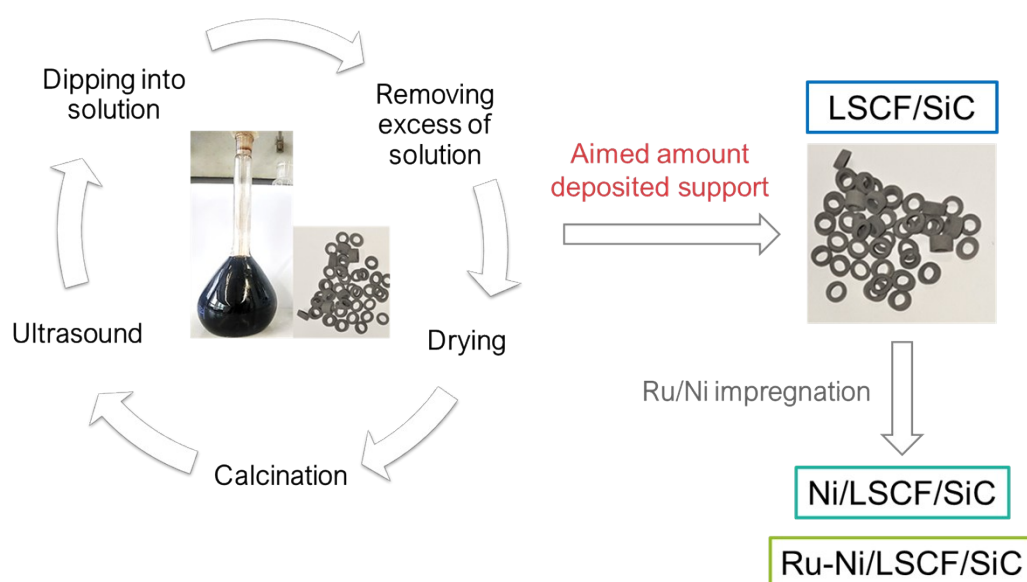 Dipping into
solution
Removing
excess of
solution
Drying
Calcination
Ultrasound
Aimed amount
deposited support
LSCF/SiC
Ru/Ni impregnation
Ni/LSCF/SiC
Ru-Ni/LSCF/SiC